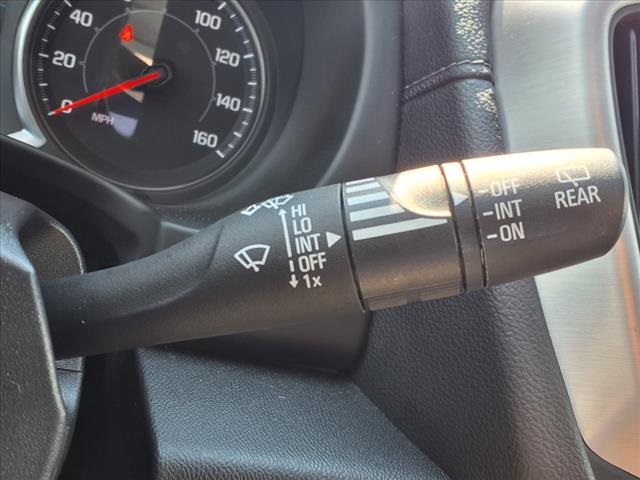 40
100
20
120
0
140
MPH
160
HI
LO
INT
OFF
1x
-OFF
-INT
-ON
REAR